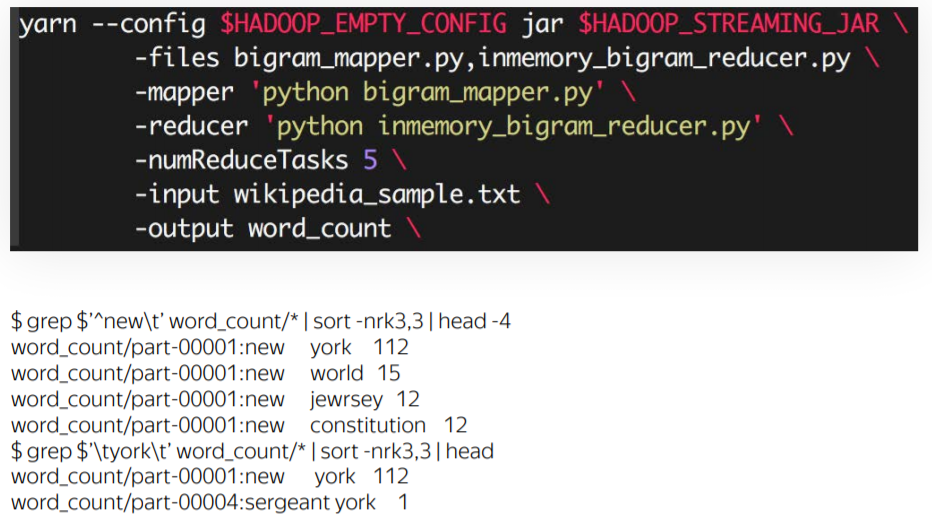 yarn --config $HADOOP_EMPTY_CONFIG jar $HADOOP_STREAMING_JAR \
-files bigram_mapper.py,inmemory_bigram_reducer.py \
-mapper 'python bigram_mapper.py' \
-reducer 'python inmemory_bigram_reducer.py' \
-numReduceTasks 5 \
-input wikipedia_sample.txt \
-output word_count \
$ grep $'^new\t' word_count/* | sort -nrk3,3 | head -4
word_count/part-00001:new york 112
word_count/part-00001:new world 15
word_count/part-00001:new jewrsey 12
word_count/part-00001:new constitution 12
$ grep $'\tyork\t' word_count/* | sort -nrk3,3 | head
word_count/part-00001:new york 112
word_count/part-00004:sergeant york 1